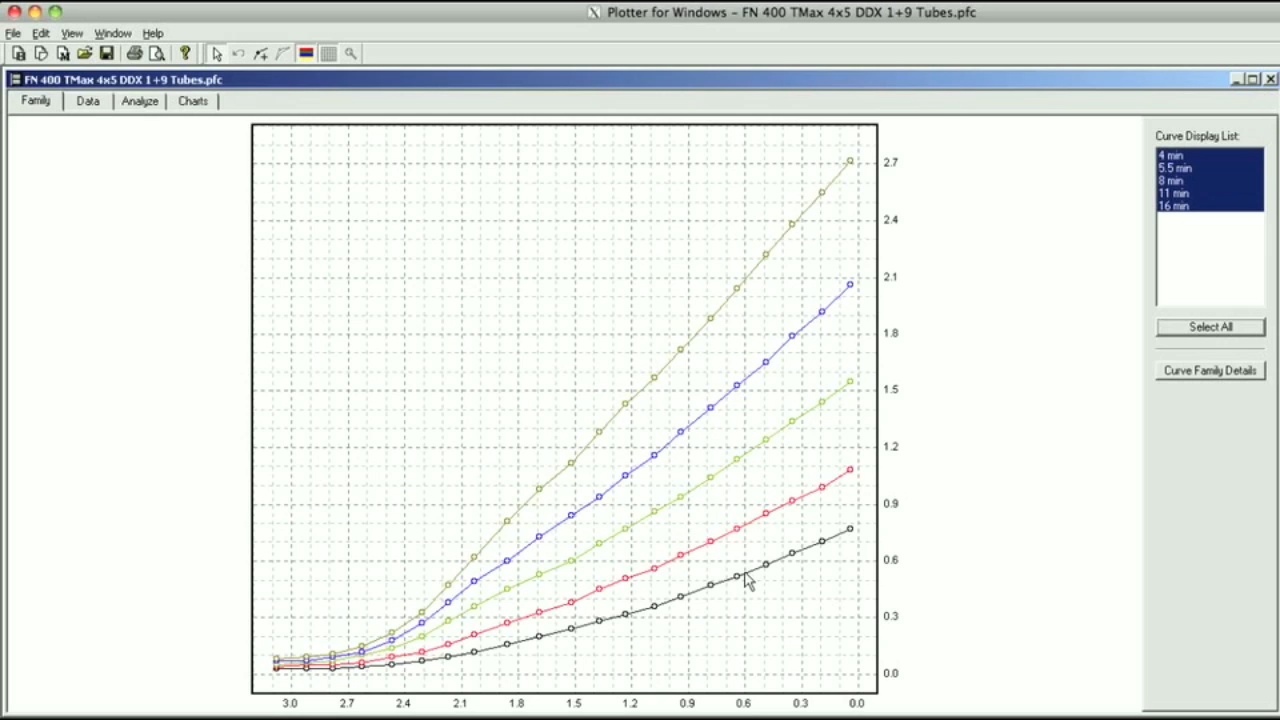 Plotter for Windows - FN 400 TMax 4x5 DDX 1+9 Tubes.pfc
File Edit View Window Help
FN 400 TMax 4x5 DDX 1+9 Tubes.pfc
Family Data Analyze Charts
Curve Display List:
4 min
5.5 min
8 min
11 min
16 min
Select All
Curve Family Details
2.7
2.4
2.1
1.8
1.5
1.2
0.9
0.6
0.3
0.0
3.0 2.7 2.4 2.1 1.8 1.5 1.2 0.9 0.6 0.3 0.0